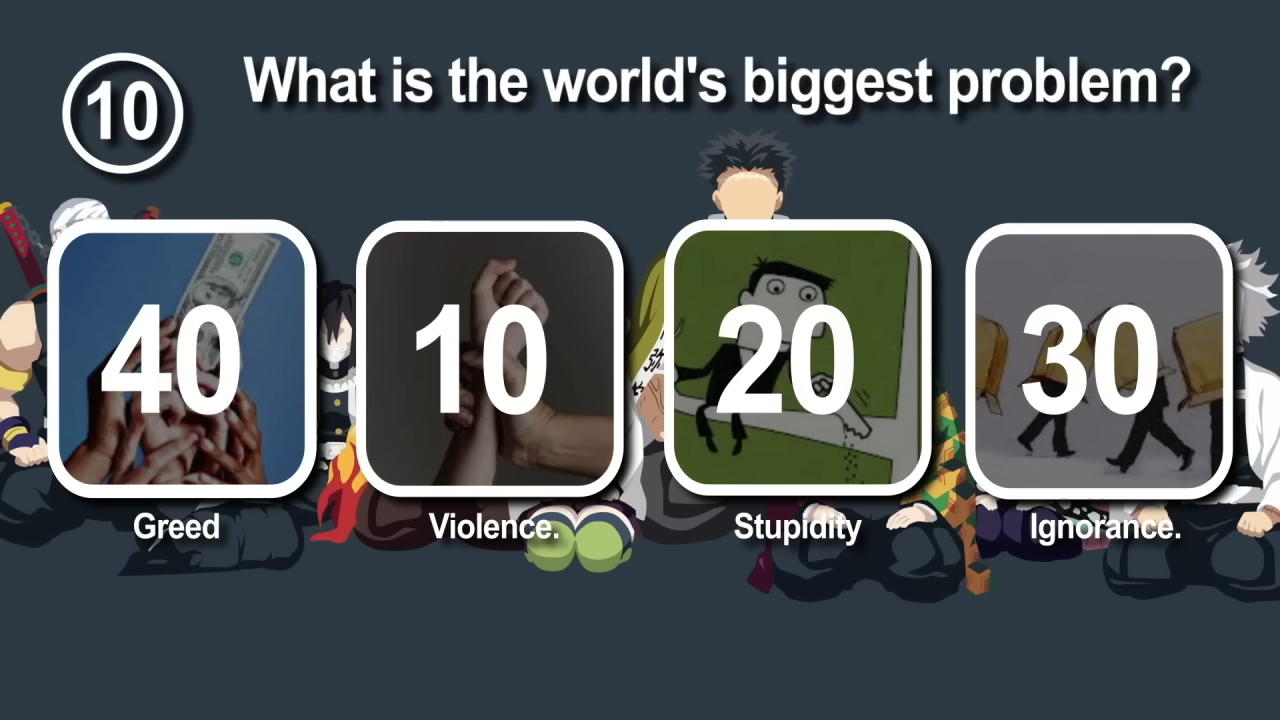 10
What is the world's biggest problem?
40
10
20
30
Greed
Violence.
Stupidity
Ignorance.